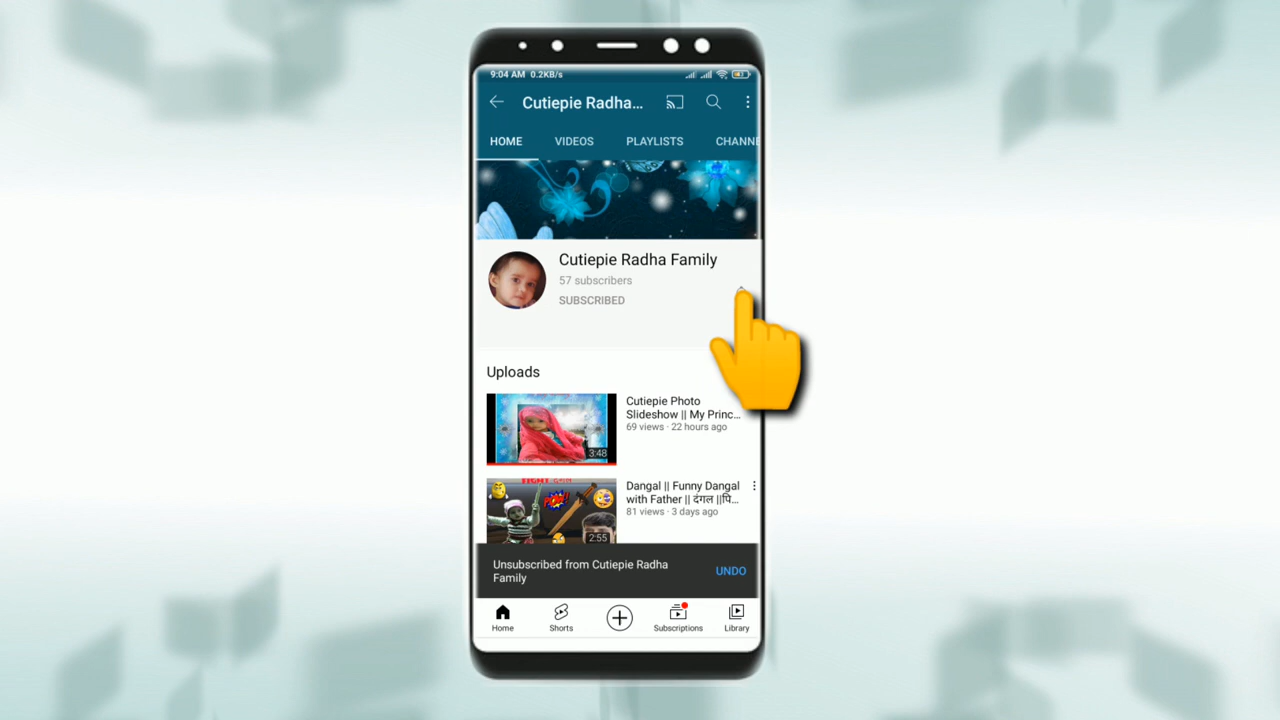 9:04 AM 0.2KB/s
Cutiepie Radha...
HOME VIDEOS PLAYLISTS CHANNE
Cutiepie Radha Family
57 subscribers
SUBSCRIBED
Uploads
Cutiepie Photo
Slideshow || My Princ...
69 views · 22 hours ago
3:48
Dangal || Funny Dangal
with Father || दंगल ||पि...
81 views · 3 days ago
POW!
2:55
Unsubscribed from Cutiepie Radha
Family
UNDO
Home Shorts Subscriptions Library